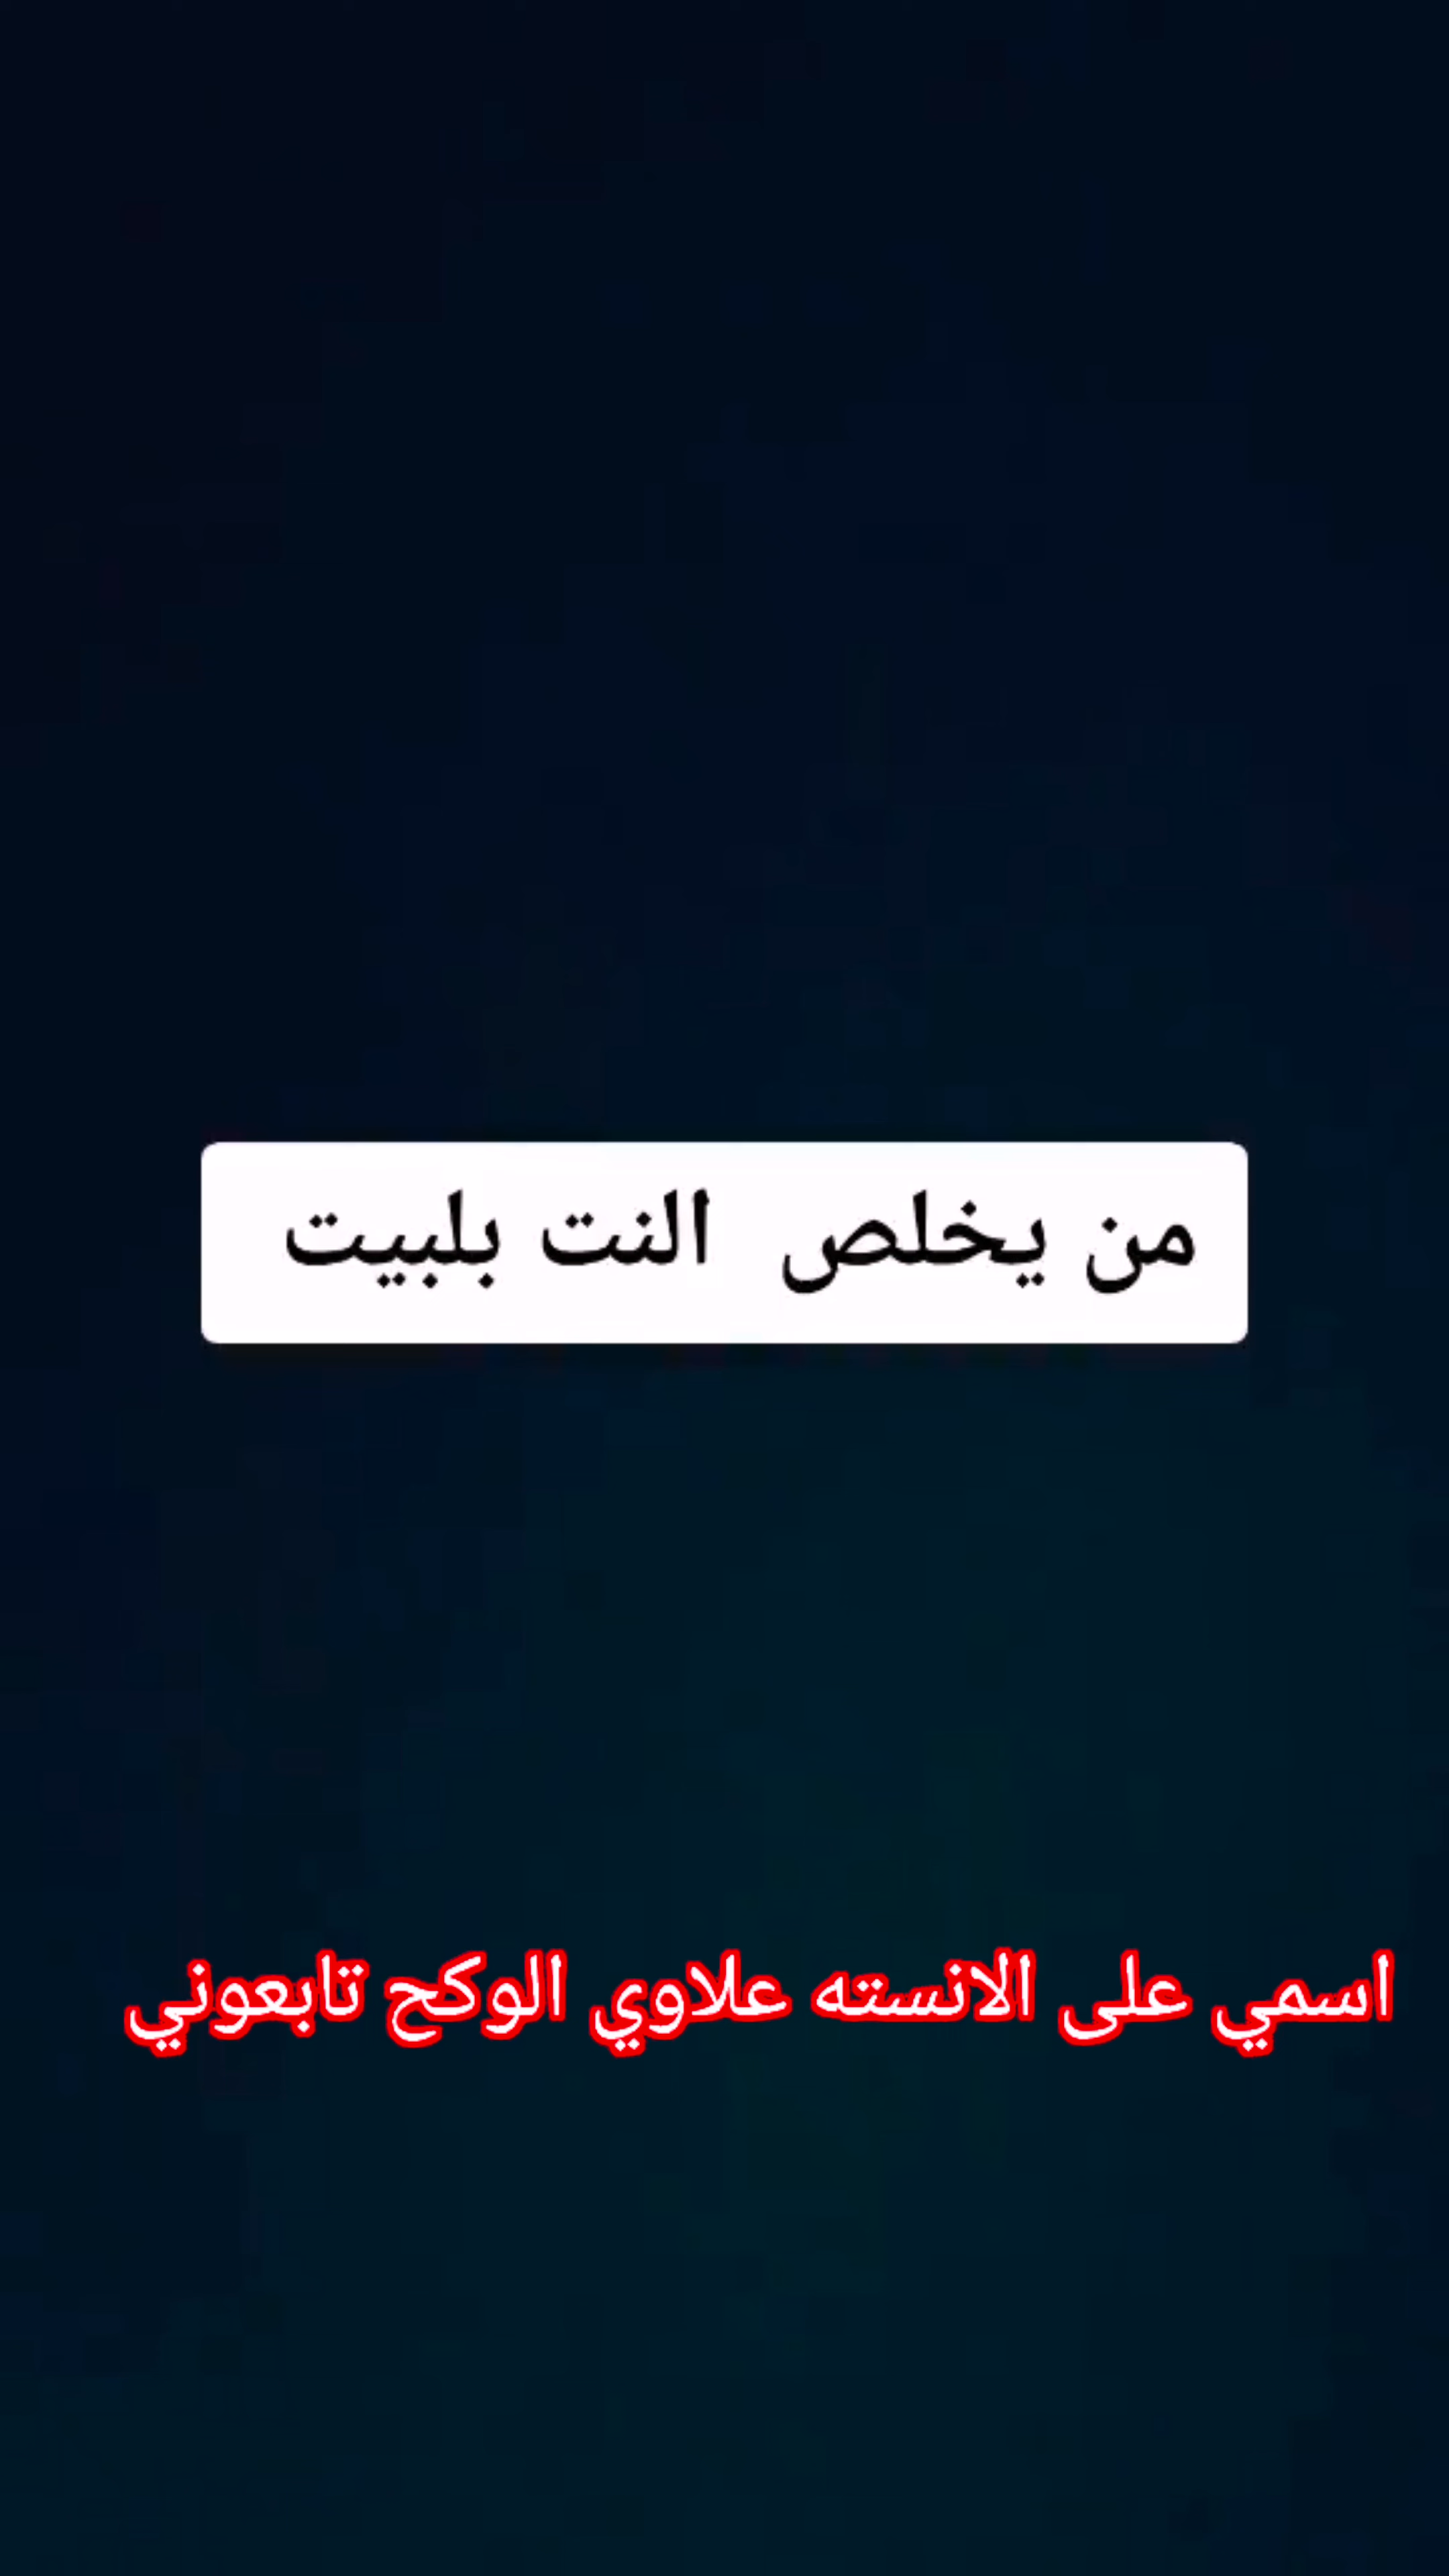 من يخلص النت بلبيت
اسمي على الانسته علاوي الوكح تابعوني